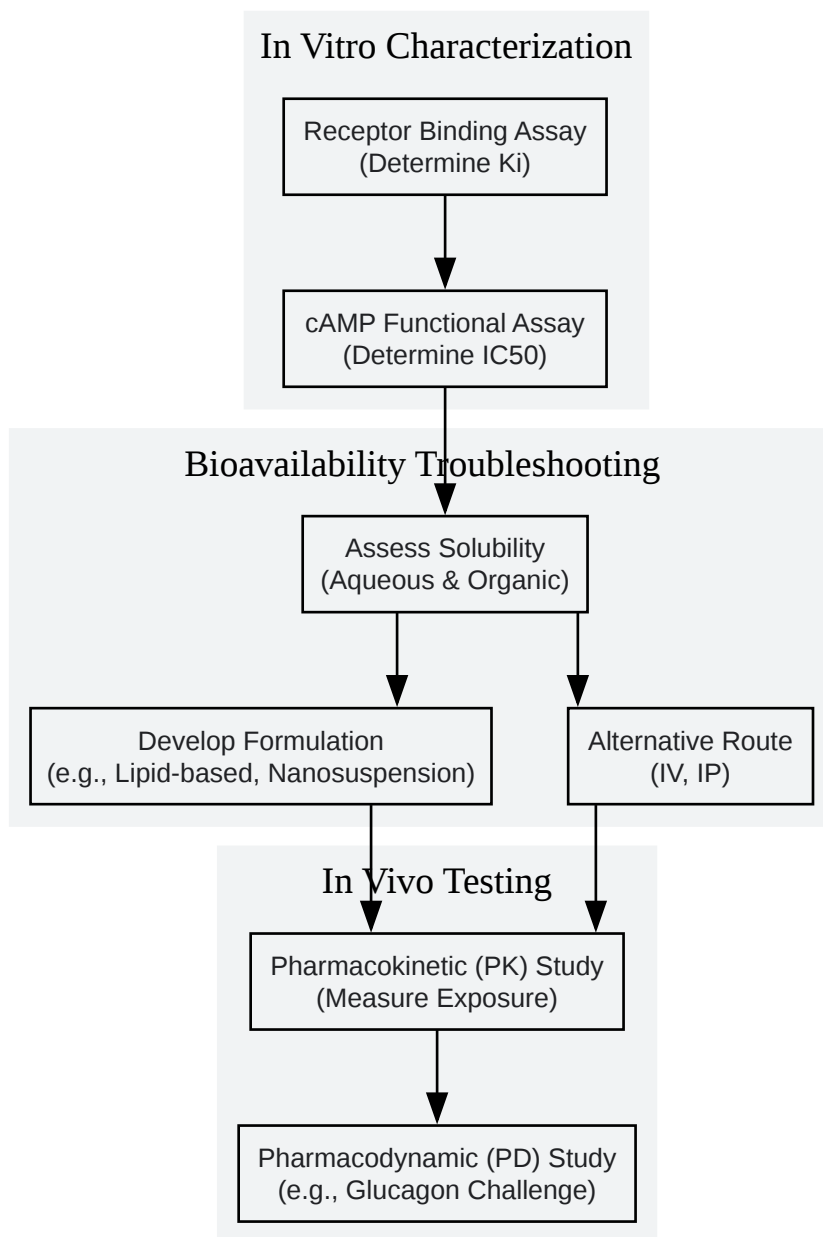 In Vitro Characterization
Receptor Binding Assay
(Determine Ki)
cAMP Functional Assay
(Determine IC50)
Bioavailability Troubleshooting
Assess Solubility
(Aqueous & Organic)
Develop Formulation
(e.g., Lipid-based, Nanosuspension)
Alternative Route
(IV, IP)
In Vivo Testing
Pharmacokinetic (PK) Study
(Measure Exposure)
Pharmacodynamic (PD) Study
(e.g., Glucagon Challenge)